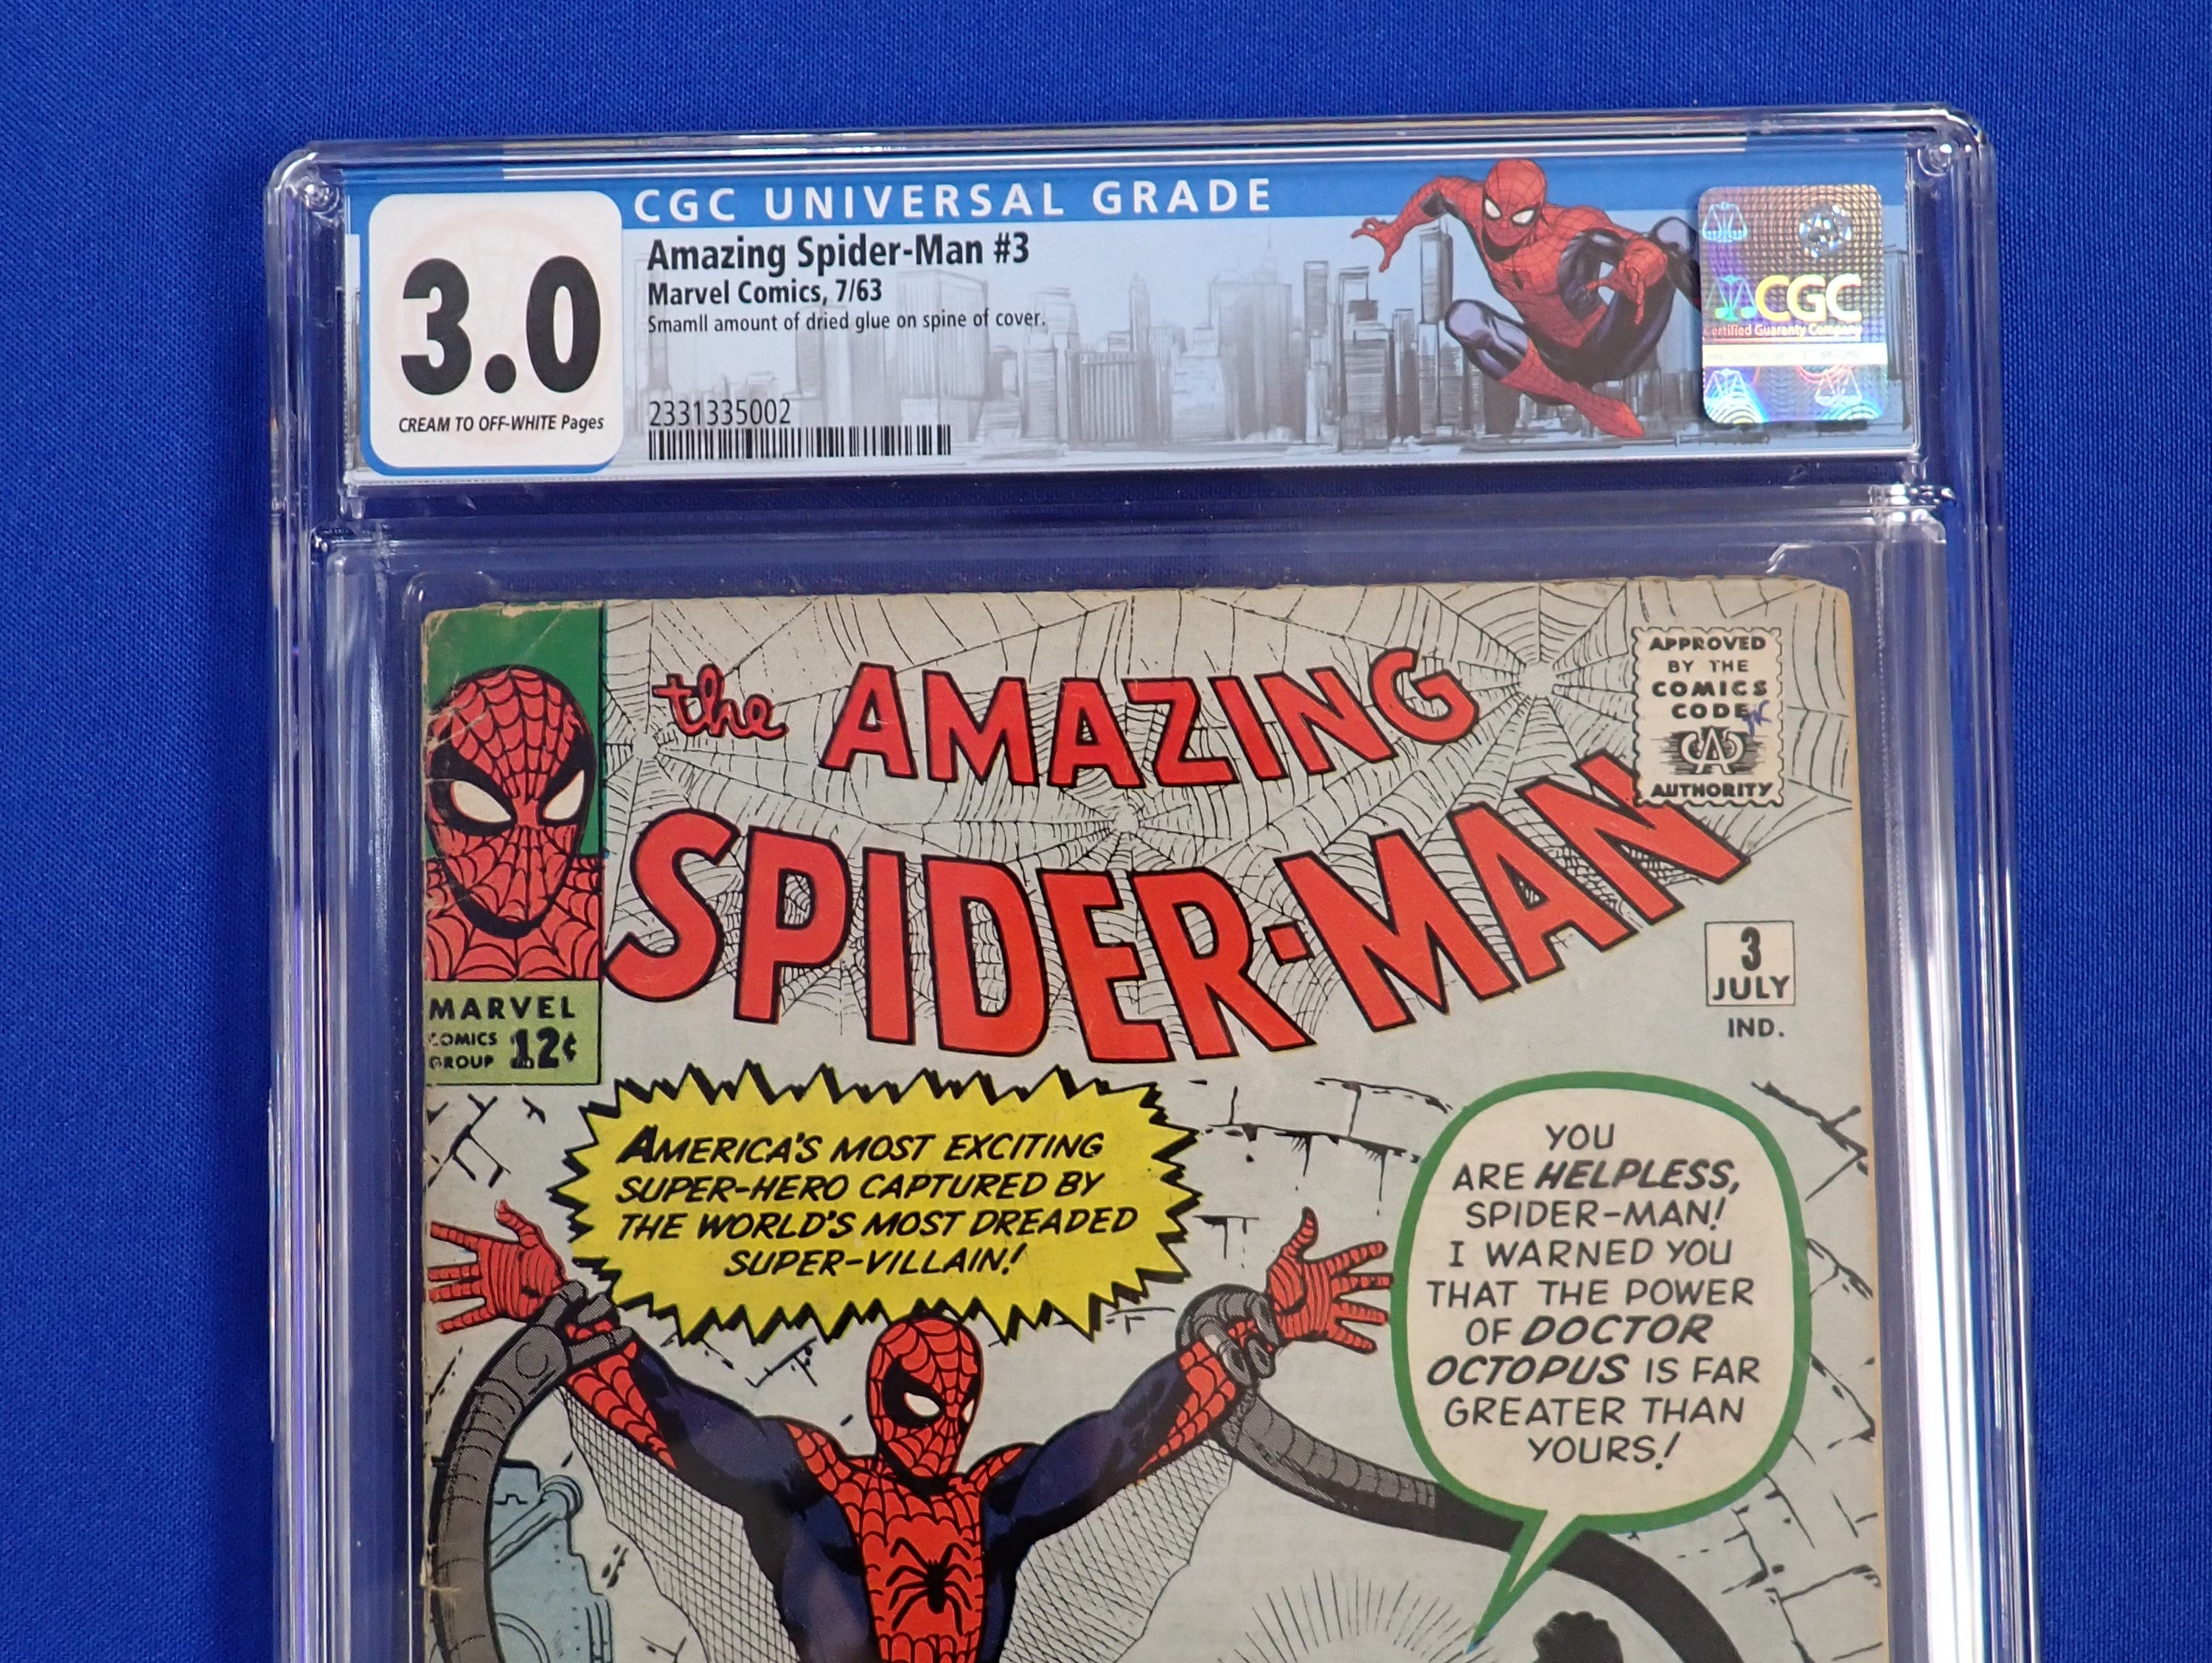 CGC UNIVERSAL GRADE
3.0
CREAM TO OFF-WHITE Pages
Amazing Spider-Man #3
Marvel Comics, 7/63
Smamll amount of dried glue on spine of cover.
2331335002
CGC
Certified Guaranty Company
the AMAZING
SPIDER-MAN
APPROVED
BY THE
COMICS
CODE
CA
AUTHORITY
3
JULY
IND.
MARVEL
COMICS
GROUP 12¢
AMERICA'S MOST EXCITING
SUPER-HERO CAPTURED BY
THE WORLD'S MOST DREADED
SUPER-VILLAIN!
YOU
ARE HELPLESS,
SPIDER-MAN!
I WARNED YOU
THAT THE POWER
OF DOCTOR
OCTOPUS IS FAR
GREATER THAN
YOURS!